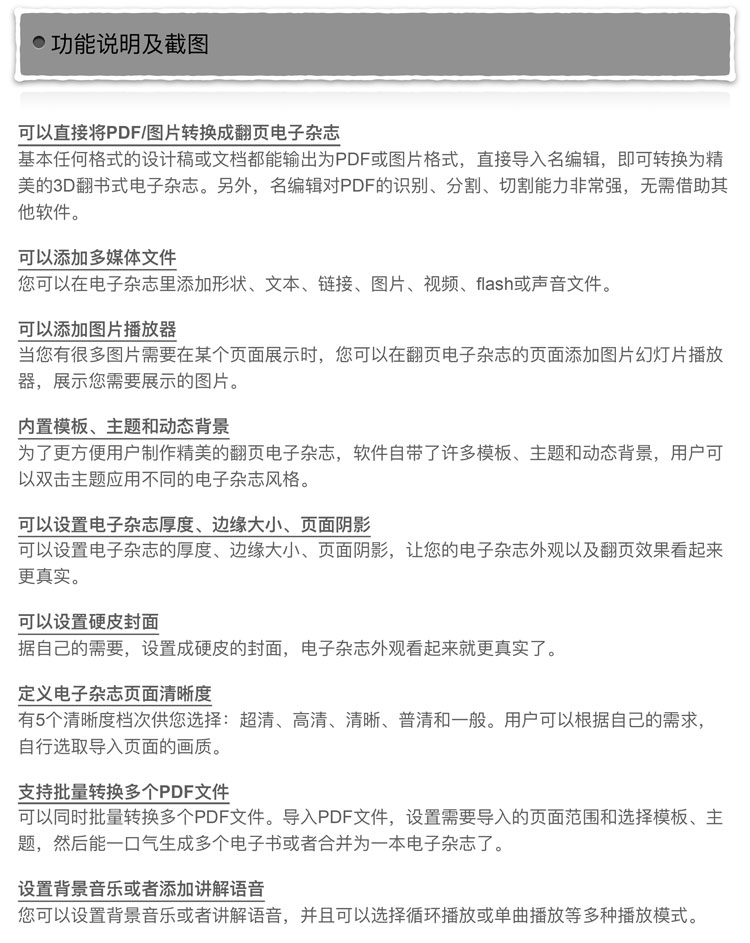 功能说明及截图
可以直接将PDF/图片转换成翻页电子杂志
基本任何格式的设计稿或文档都能输出为PDF或图片格式，直接导入名编辑，即可转换为精
美的3D翻书式电子杂志。另外，名编辑对PDF的识别、分割、切割能力非常强，无需借助其
他软件。
可以添加多媒体文件
您可以在电子杂志里添加形状、文本、链接、图片、视频、flash或声音文件。
可以添加图片播放器
当您有很多图片需要在某个页面展示时，您可以在翻页电子杂志的页面添加图片幻灯片播放
器，展示您需要展示的图片。
内置模板、主题和动态背景
为了更方便用户制作精美的翻页电子杂志，软件自带了许多模板、主题和动态背景，用户可
以双击主题应用不同的电子杂志风格。
可以设置电子杂志厚度、边缘大小、页面阴影
可以设置电子杂志的厚度、边缘大小、页面阴影，让您的电子杂志外观以及翻页效果看起来
更真实。
可以设置硬皮封面
据自己的需要，设置成硬皮的封面，电子杂志外观看起来就更真实了。
定义电子杂志页面清晰度
有5个清晰度档次供您选择：超清、高清、清晰、普清和一般。用户可以根据自己的需求，
自行选取导入页面的画质。
支持批量转换多个PDF文件
可以同时批量转换多个PDF文件。导入PDF文件，设置需要导入的页面范围和选择模板、主
题，然后能一口气生成多个电子书或者合并为一本电子杂志了。
设置背景音乐或者添加讲解语音
您可以设置背景音乐或者讲解语音，并且可以选择循环播放或单曲播放等多种播放模式。